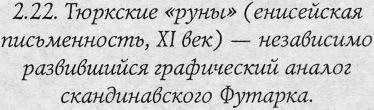 2.22. Тюркские «руны» (енисейская
письменность, XI век) — независимо
развившийся графический аналог
скандинавского Футарка.